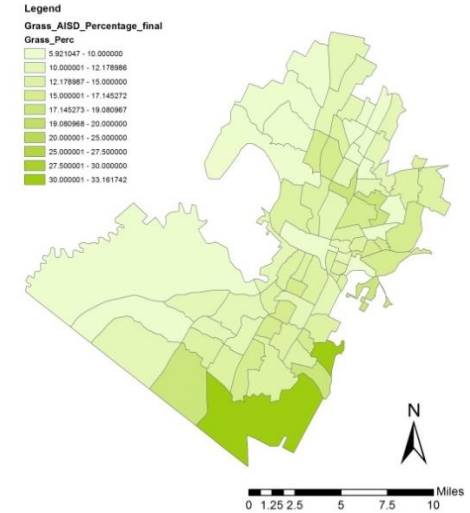 Legend
Grass_AISD_Percentage_final
Grass_Perc
5.921047 - 10.000000
10.000001 - 12.178986
12.178987 - 15.000000
15.000001 - 17.145272
17.145273 - 19.080967
19.080968 - 20.000000
20.000001 - 25.000000
25.000001 - 27.500000
27.500001 - 30.000000
30.000001 - 33.161742
N
Miles
0 1.25 2.5 5 7.5 10